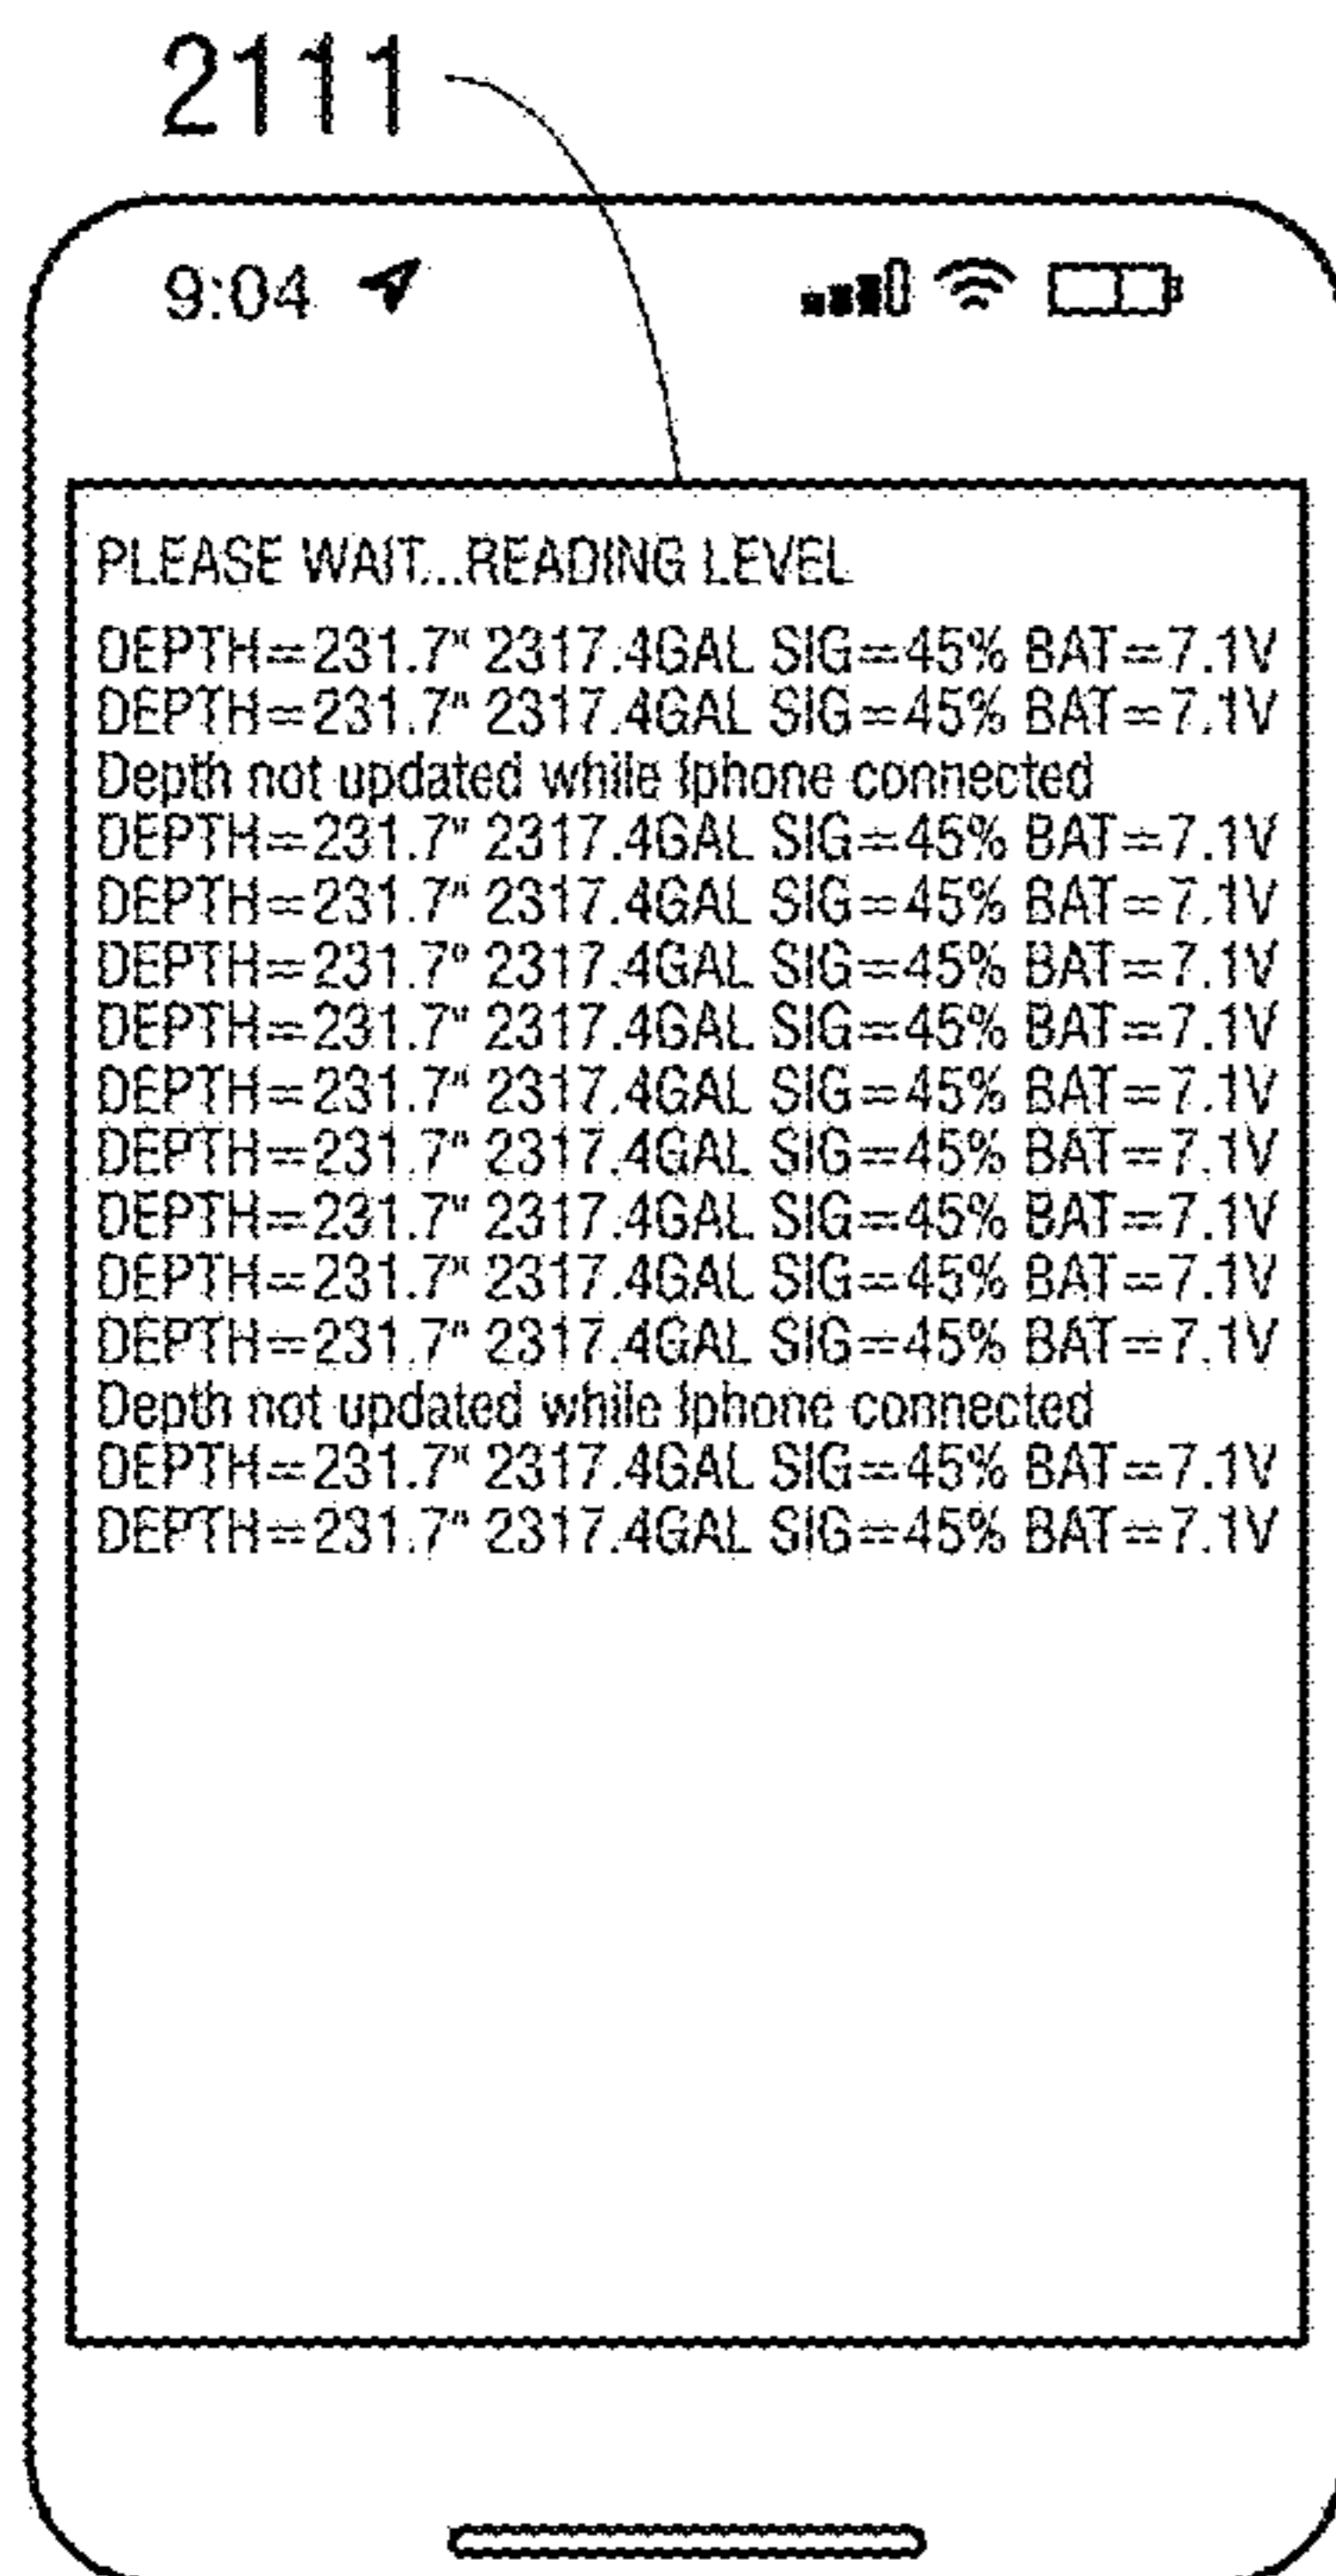 2111
9:04
PLEASE WAIT...READING LEVEL
DEPTH=231.7" 2317.4GAL SIG=45% BAT=7.1V
DEPTH=231.7" 2317.4GAL SIG=45% BAT=7.1V
Depth not updated while Iphone connected
DEPTH=231.7" 2317.4GAL SIG=45% BAT=7.1V
DEPTH=231.7" 2317.4GAL SIG=45% BAT=7.1V
DEPTH=231.7" 2317.4GAL SIG=45% BAT=7.1V
DEPTH=231.7" 2317.4GAL SIG=45% BAT=7.1V
DEPTH=231.7" 2317.4GAL SIG=45% BAT=7.1V
DEPTH=231.7" 2317.4GAL SIG=45% BAT=7.1V
DEPTH=231.7" 2317.4GAL SIG=45% BAT=7.1V
DEPTH=231.7" 2317.4GAL SIG=45% BAT=7.1V
DEPTH=231.7" 2317.4GAL SIG=45% BAT=7.1V
Depth not updated while Iphone connected
DEPTH=231.7" 2317.4GAL SIG=45% BAT=7.1V
DEPTH=231.7" 2317.4GAL SIG=45% BAT=7.1V